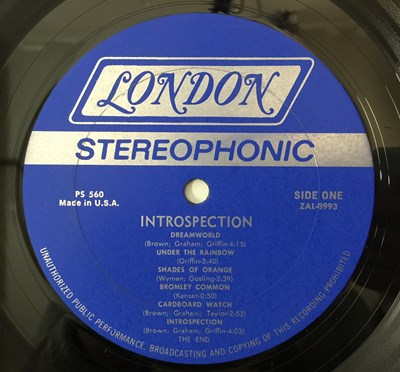 LONDON
STEREOPHONIC
PS 560
Made in U.S.A.
SIDE ONE
ZAL-8993
INTROSPECTION
DREAMWORLD
(Brown; Graham; Griffin-4:15)
UNDER THE RAINBOW
(Griffin-3:40)
SHADES OF ORANGE
(Wyman; Gosling-2:39)
BROMLEY COMMON
(Kenset-0:50)
CARDBOARD WATCH
(Brown; Graham; Taylor-2:52)
INTROSPECTION
(Brown; Graham; Griffin-4:03)
THE END
UNAUTHORIZED PUBLIC PERFORMANCE, BROADCASTING AND COPYING OF THIS RECORDING PROHIBITED